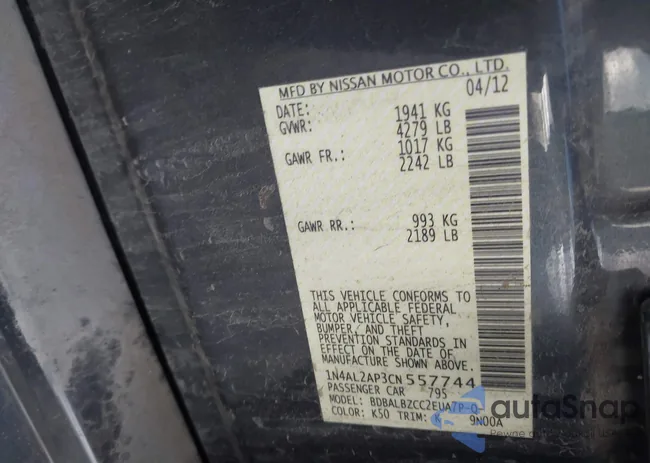 MFD BY NISSAN MOTOR CO., LTD.
DATE: 04/12
GVWR: 1941 KG
4279 LB
GAWR FR.: 1017 KG
2242 LB
GAWR RR.: 993 KG
2189 LB
THIS VEHICLE CONFORMS TO
ALL APPLICABLE FEDERAL
MOTOR VEHICLE SAFETY,
BUMPER, AND THEFT
PREVENTION STANDARDS IN
EFFECT ON THE DATE OF
MANUFACTURE SHOWN ABOVE.
1N4AL2AP3CN557744
PASSENGER CAR 795
MODEL: BDBALBZCC2EUA7P-Q
COLOR: K50 TRIM: K 9N00A
autoSnap